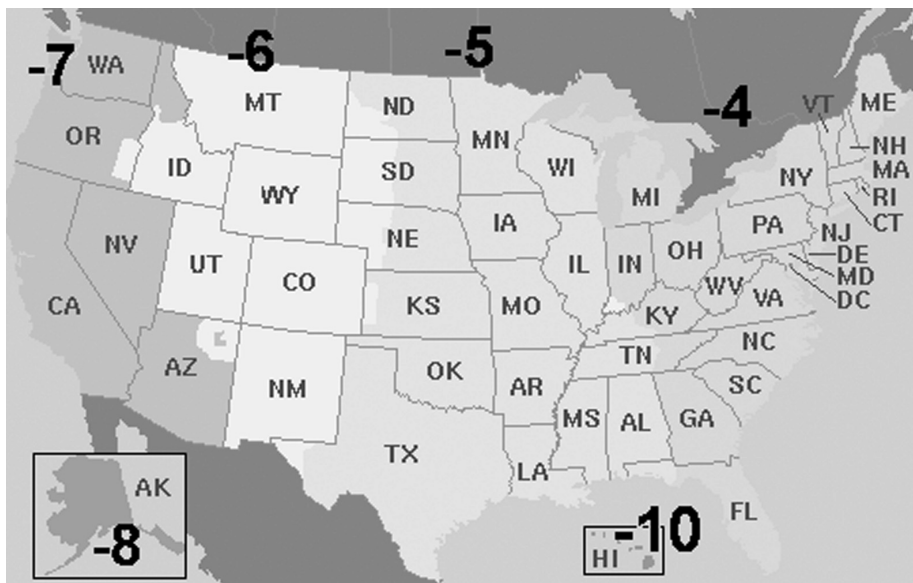 -7
WA
-6
-5
-4
MT
ND
MN
VT
ME
OR
ID
SD
WI
NH
MA
WY
MI
NY
RI
CT
NV
NE
IA
PA
NJ
UT
CO
IL
IN
OH
DE
MD
DC
CA
KS
MO
WV
VA
KY
AZ
NM
OK
AR
TN
NC
SC
TX
MS
AL
GA
LA
AK
-8
FL
-10
HI